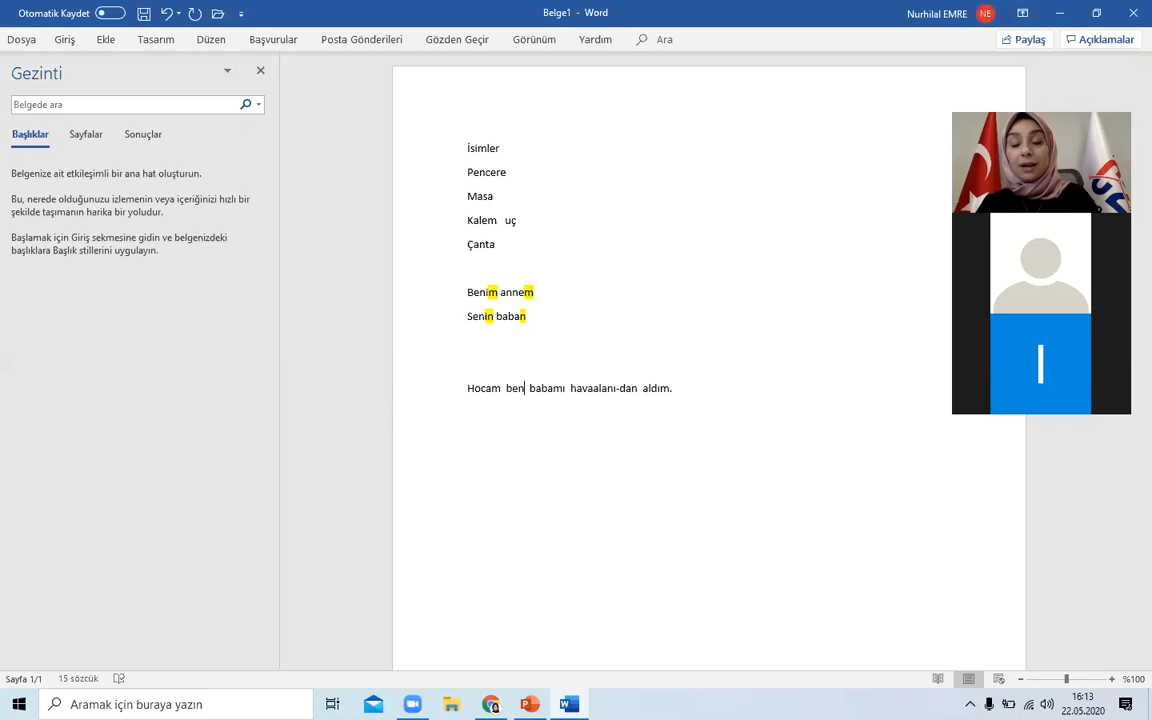 Otomatik Kaydet
Belge1 - Word
Nurhilal EMRE
NE
Dosya Giriş Ekle Tasarım Düzen Başvurular Posta Gönderileri Gözden Geçir Görünüm Yardım Ara
Paylaş
Açıklamalar
Gezinti
Belgede ara
Başlıklar Sayfalar Sonuçlar
Belgenize ait etkileşimli bir ana hat oluşturun.
Bu, nerede olduğunuzu izlemenin veya içeriğinizi hızlı bir
şekilde taşımanın harika bir yoludur.
Başlamak için Giriş sekmesine gidin ve belgenizdeki
başlıklara Başlık stillerini uygulayın.
İsimler
Pencere
Masa
Kalem uç
Çanta
Benim annem
Senin baban
Hocam ben babamı havaalanı-dan aldım.
I
Sayfa 1/1
15 sözcük
%100
Aramak için buraya yazın
16:13
22.05.2020